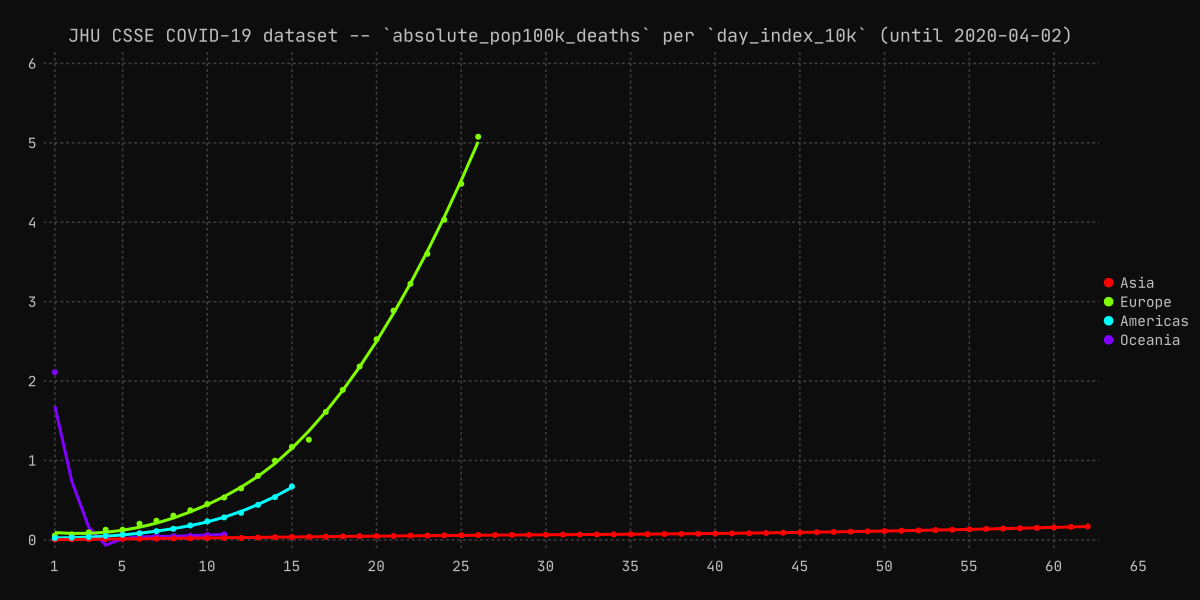 JHU CSSE COVID-19 dataset -- `absolute_pop100k_deaths` per `day_index_10k` (until 2020-04-02)
6
5
4
3
2
1
0
Asia
Europe
Americas
Oceania
1 5 10 15 20 25 30 35 40 45 50 55 60 65